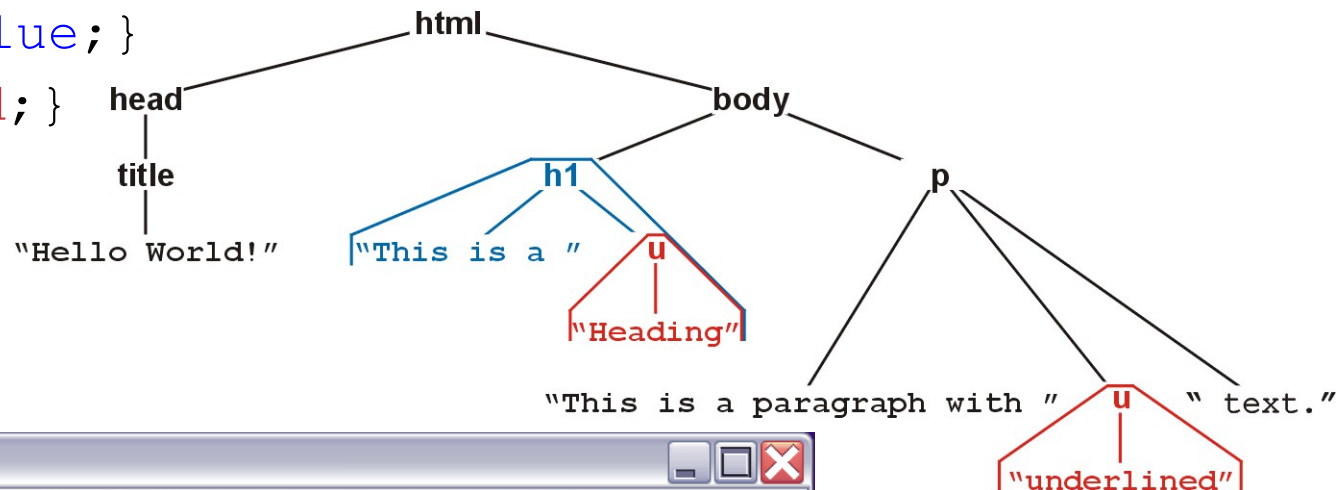 lue;}
html
;}
head
body
title
h1
p
“Hello World!”
“This is a ”
u
“Heading”
“This is a paragraph with ”
u
“ text.”
“underlined”